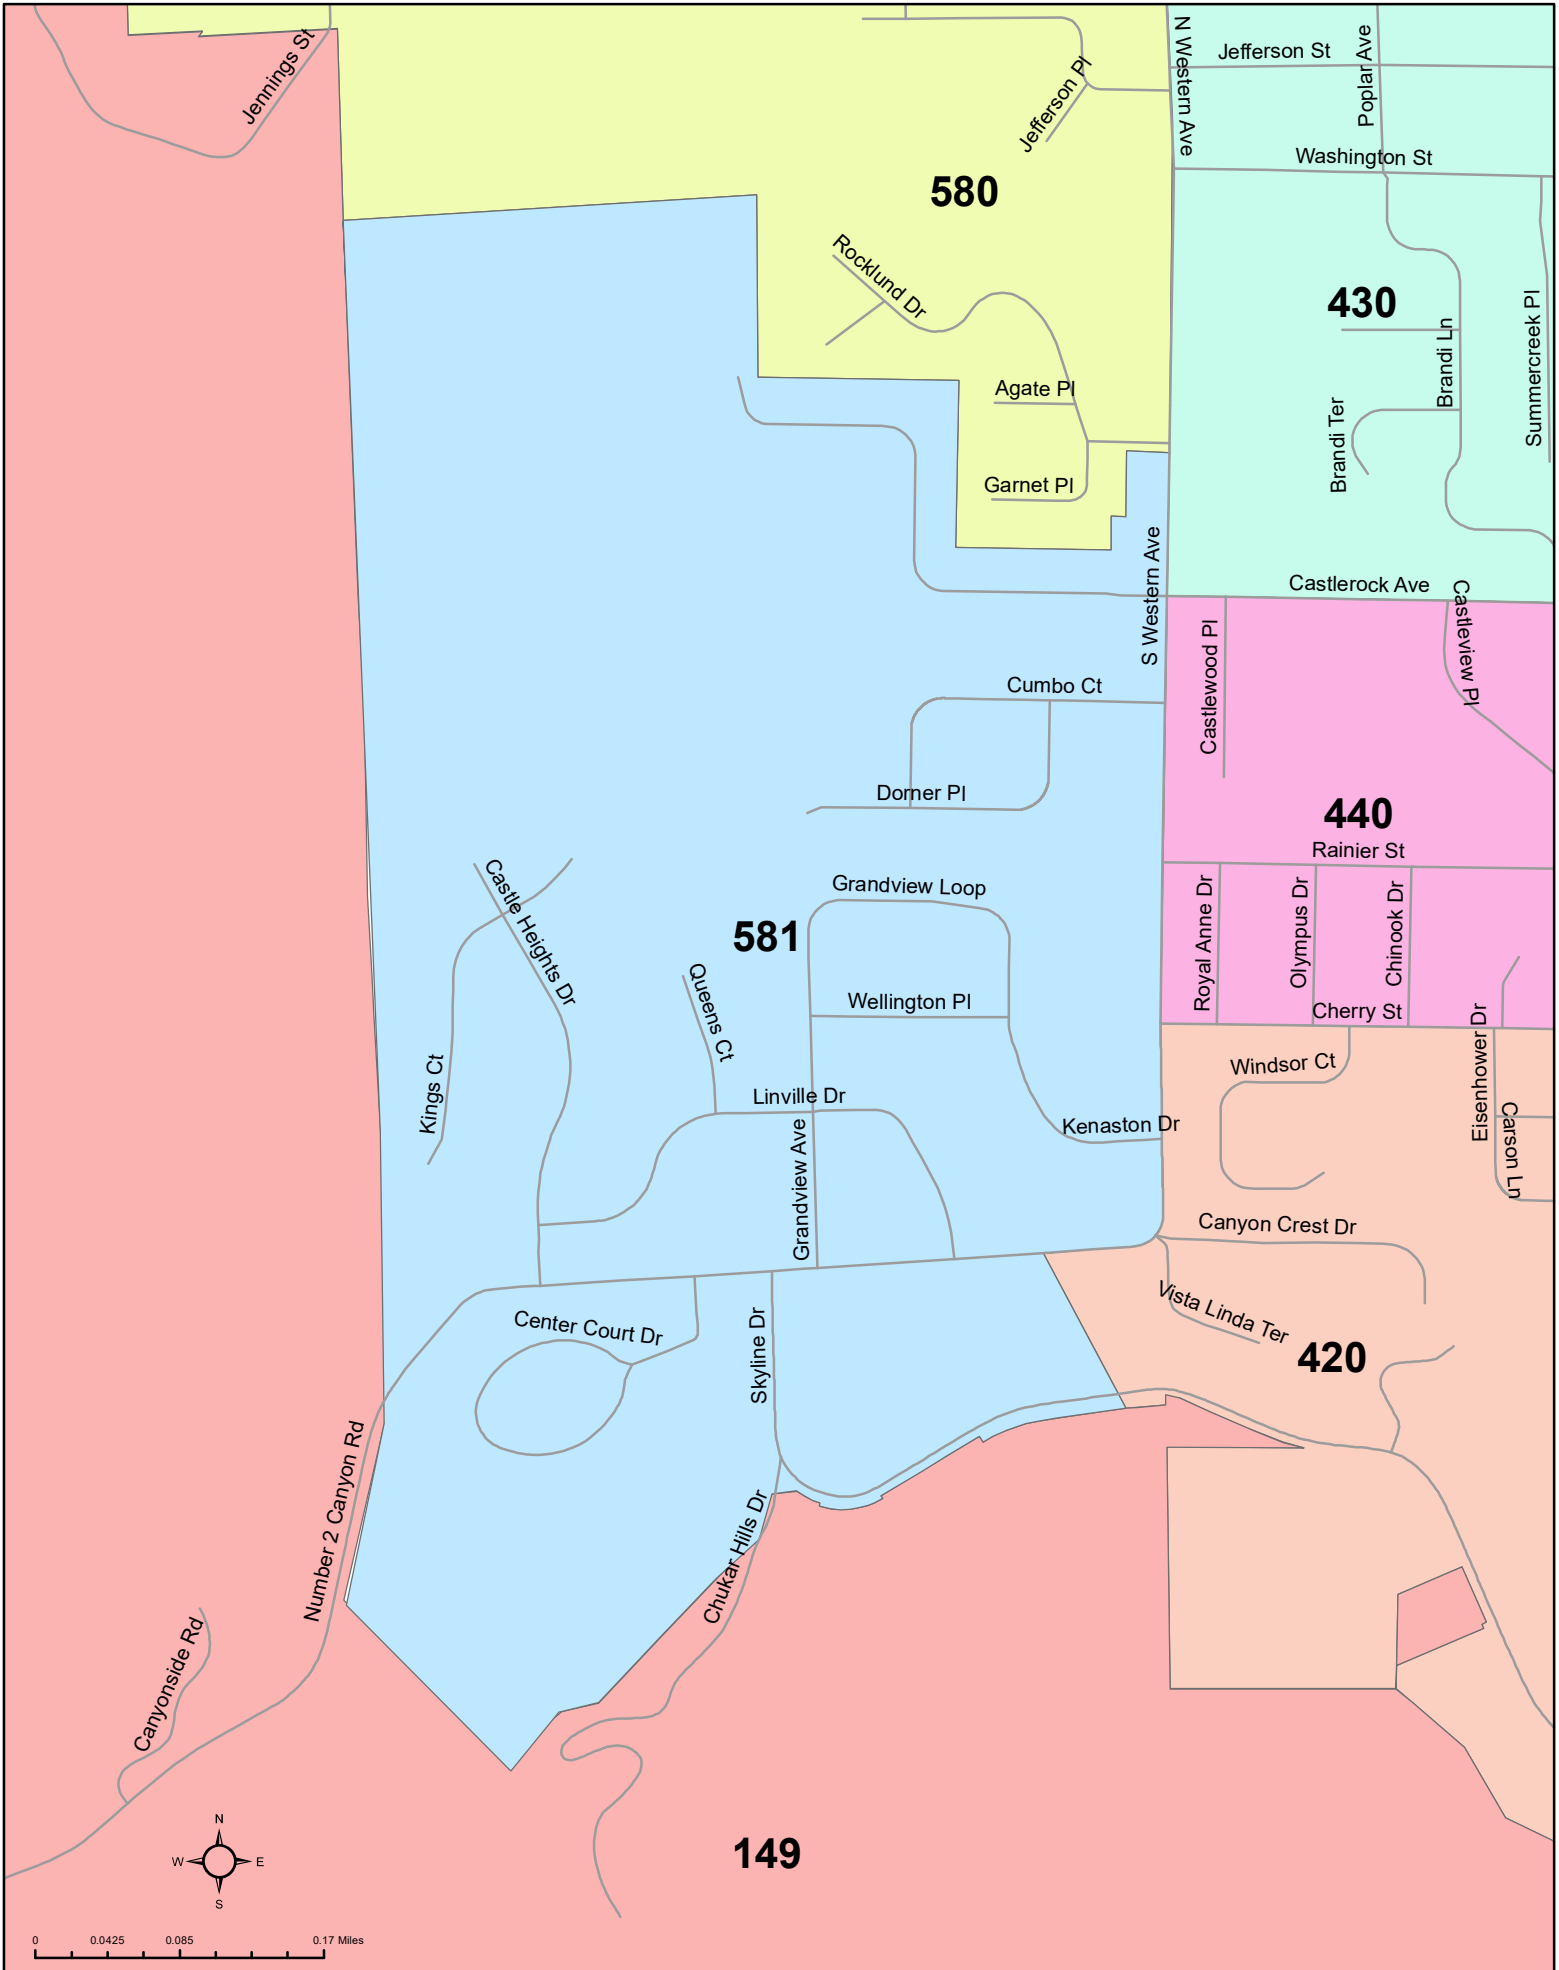 N Western Ave
Jefferson St
Poplar Ave
Jennings St
Jefferson Pl
Washington St
580
Rocklund Dr
430
Summercreek Pl
Brandi Ln
Agate Pl
Brandi Ter
Garnet Pl
S Western Ave
Castlerock Ave
Castleview Pl
Castlewood Pl
Cumbo Ct
Dorner Pl
440
Rainier St
Castle Heights Dr
Grandview Loop
Royal Anne Dr
Olympus Dr
Chinook Dr
581
Queens Ct
Wellington Pl
Cherry St
Eisenhower Dr
Kings Ct
Windsor Ct
Linville Dr
Kenaston Dr
Carson Ln
Grandview Ave
Canyon Crest Dr
Vista Linda Ter
Center Court Dr
Skyline Dr
420
Number 2 Canyon Rd
Chukar Hills Dr
Canyonside Rd
149
N
W
E
S
0
0.0425
0.085
0.17 Miles